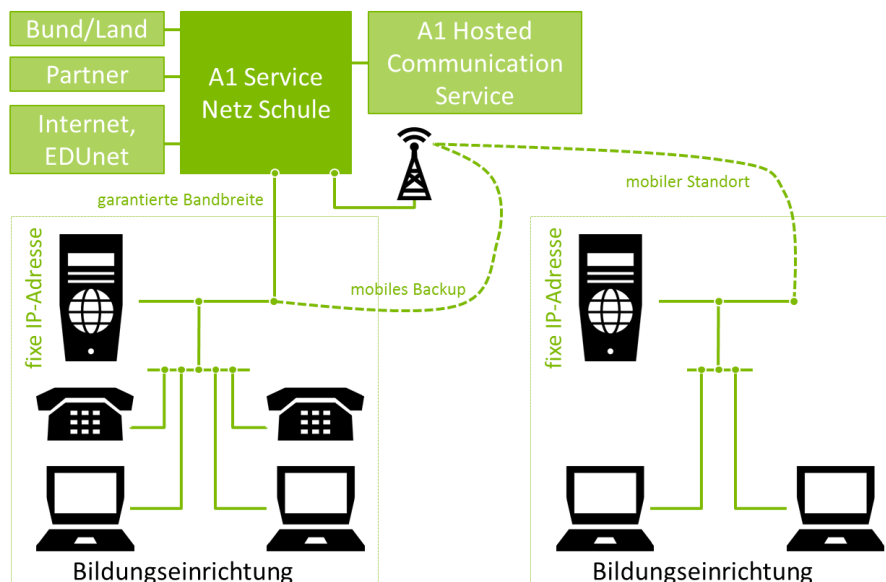 Bund/Land
Partner
Internet,
EDUnet
A1 Service
Netz Schule
A1 Hosted
Communication
Service
garantierte Bandbreite
mobiler Standort
mobiles Backup
fixe IP-Adresse
fixe IP-Adresse
Bildungseinrichtung
Bildungseinrichtung